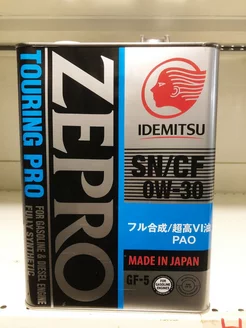 IDEMITSU
ZEPRO
TOURING PRO
FOR GASOLINE & DIESEL ENGINE
FULLY SYNTHETIC
SN/CF
0W-30
フル合成/超高VI油
PAO
MADE IN JAPAN
GF-5